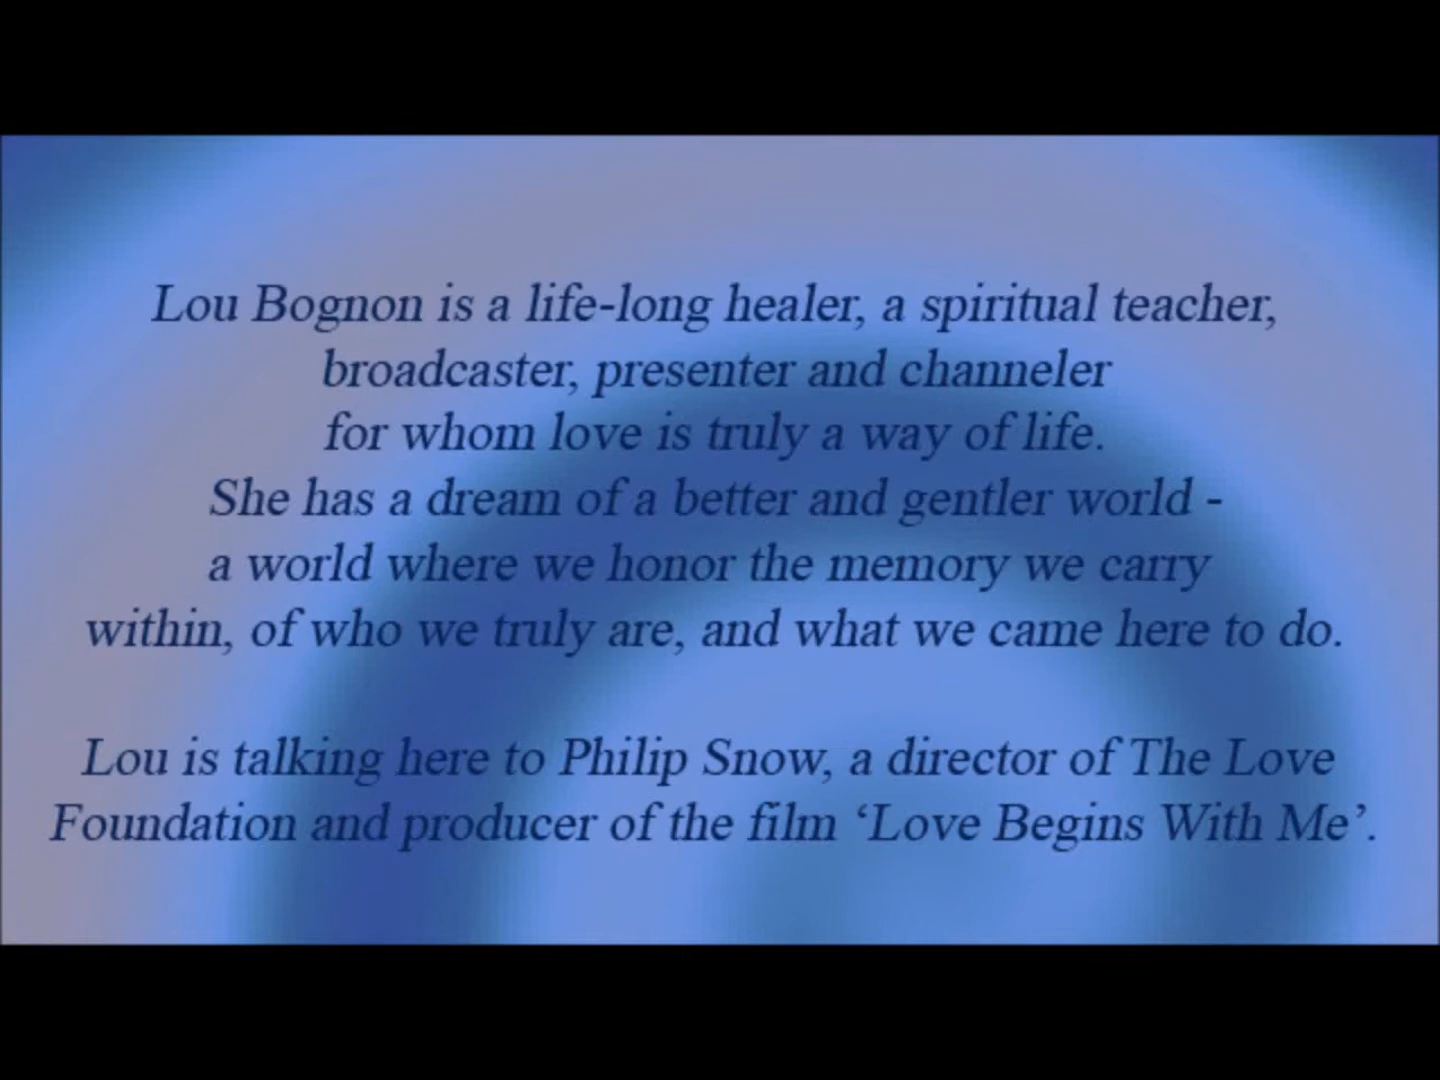 Lou Bognon is a life-long healer, a spiritual teacher,
broadcaster, presenter and channeler
for whom love is truly a way of life.
She has a dream of a better and gentler world -
a world where we honor the memory we carry
within, of who we truly are, and what we came here to do.
Lou is talking here to Philip Snow, a director of The Love
Foundation and producer of the film ‘Love Begins With Me’.